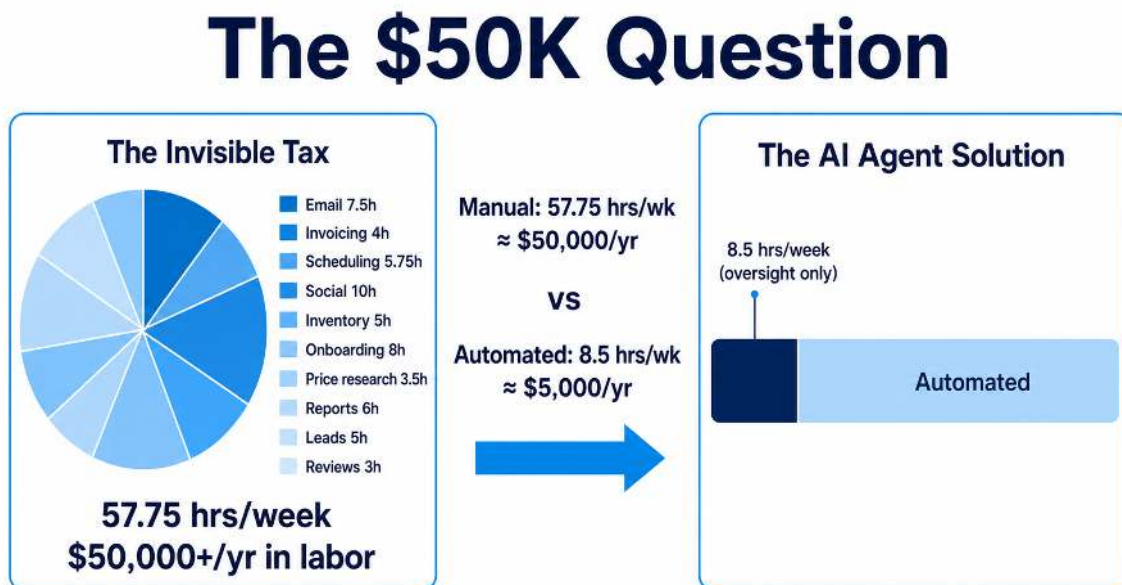 The $50K Question
The Invisible Tax
Email 7.5h
Invoicing 4h
Scheduling 5.75h
Social 10h
Inventory 5h
Onboarding 8h
Price research 3.5h
Reports 6h
Leads 5h
Reviews 3h
57.75 hrs/week
$50,000+/yr in labor
Manual: 57.75 hrs/wk
≈ $50,000/yr
VS
Automated: 8.5 hrs/wk
≈ $5,000/yr
The AI Agent Solution
8.5 hrs/week
(oversight only)
Automated